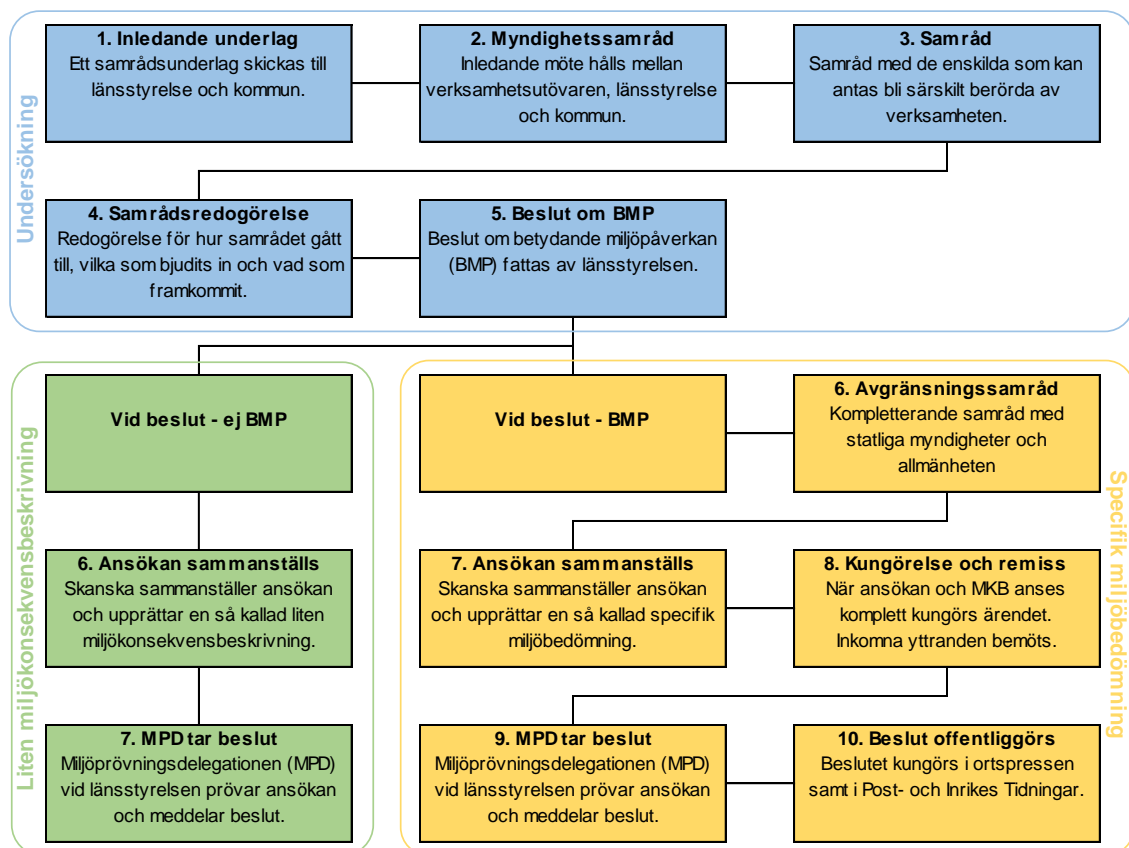 Undersökning
1. Inledande underlag
Ett samrådsunderlag skickas till
länsstyrelse och kommun.
2. Myndighetssamråd
Inledande möte hålls mellan
verksamhetsutövaren, länsstyrelse
och kommun.
3. Samråd
Samråd med de enskilda som kan
antas bli särskilt berörda av
verksamheten.
4. Samrådsredogörelse
Redogörelse för hur samrådet gått
till, vilka som bjudits in och vad som
framkommit.
5. Beslut om BMP
Beslut om betydande miljöpåverkan
(BMP) fattas av länsstyrelsen.
Liten miljökonsekvensbeskrivning
Vid beslut - ej BMP
6. Ansökan sammanställs
Skanska sammanställer ansökan
och upprättar en så kallad liten
miljökonsekvensbeskrivning.
7. MPD tar beslut
Miljöprövningsdelegationen (MPD)
vid länsstyrelsen prövar ansökan
och meddelar beslut.
Specifik miljöbedömning
Vid beslut - BMP
6. Avgränsningssamråd
Kompletterande samråd med
statliga myndigheter och
allmänheten
7. Ansökan sammanställs
Skanska sammanställer ansökan
och upprättar en så kallad specifik
miljöbedömning.
8. Kungörelse och remiss
När ansökan och MKB anses
komplett kungörs ärendet.
Inkomna yttranden bemöts.
9. MPD tar beslut
Miljöprövningsdelegationen (MPD)
vid länsstyrelsen prövar ansökan
och meddelar beslut.
10. Beslut offentliggörs
Beslutet kungörs i ortspressen
samt i Post- och Inrikes Tidningar.